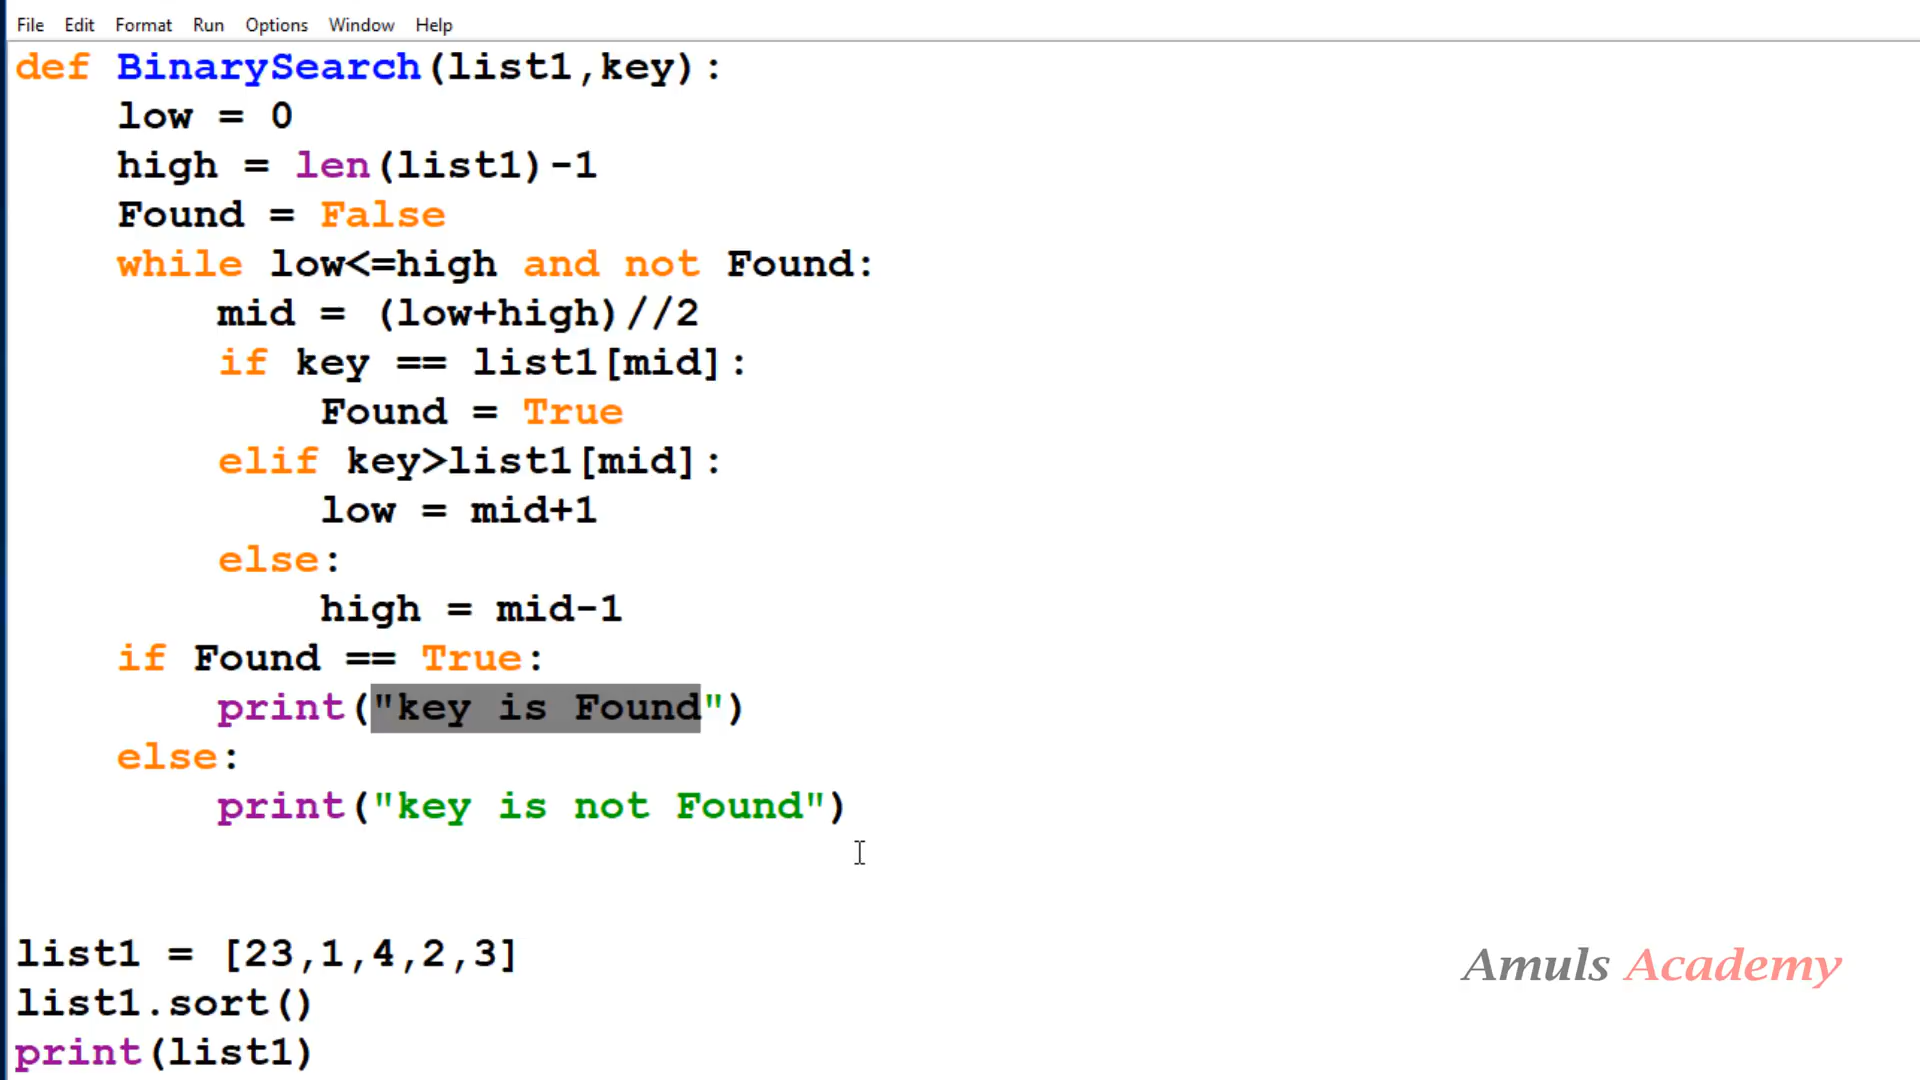 File Edit Format Run Options Window Help
def BinarySearch(list1,key):
    low = 0
    high = len(list1)-1
    Found = False
    while low<=high and not Found:
        mid = (low+high)//2
        if key == list1[mid]:
            Found = True
        elif key>list1[mid]:
            low = mid+1
        else:
            high = mid-1
    if Found == True:
        print("key is Found")
    else:
        print("key is not Found")
list1 = [23,1,4,2,3]
list1.sort()
print(list1)
Amuls Academy